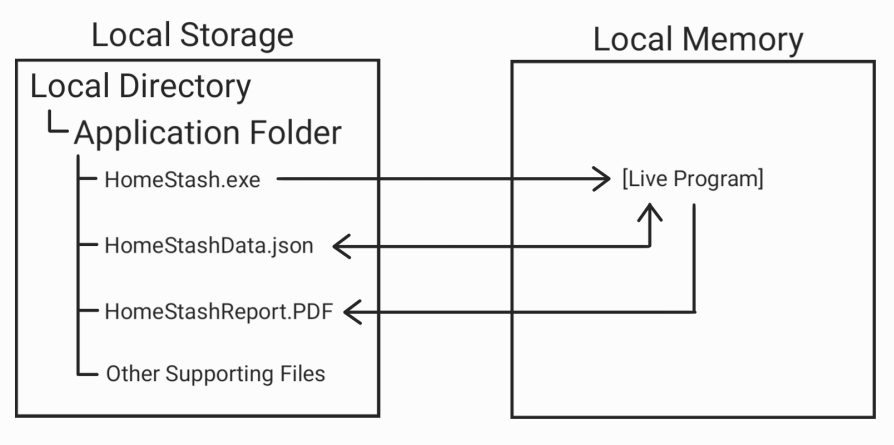 Local Storage
Local Memory
Local Directory
Application Folder
HomeStash.exe
[Live Program]
HomeStashData.json
HomeStashReport.PDF
Other Supporting Files